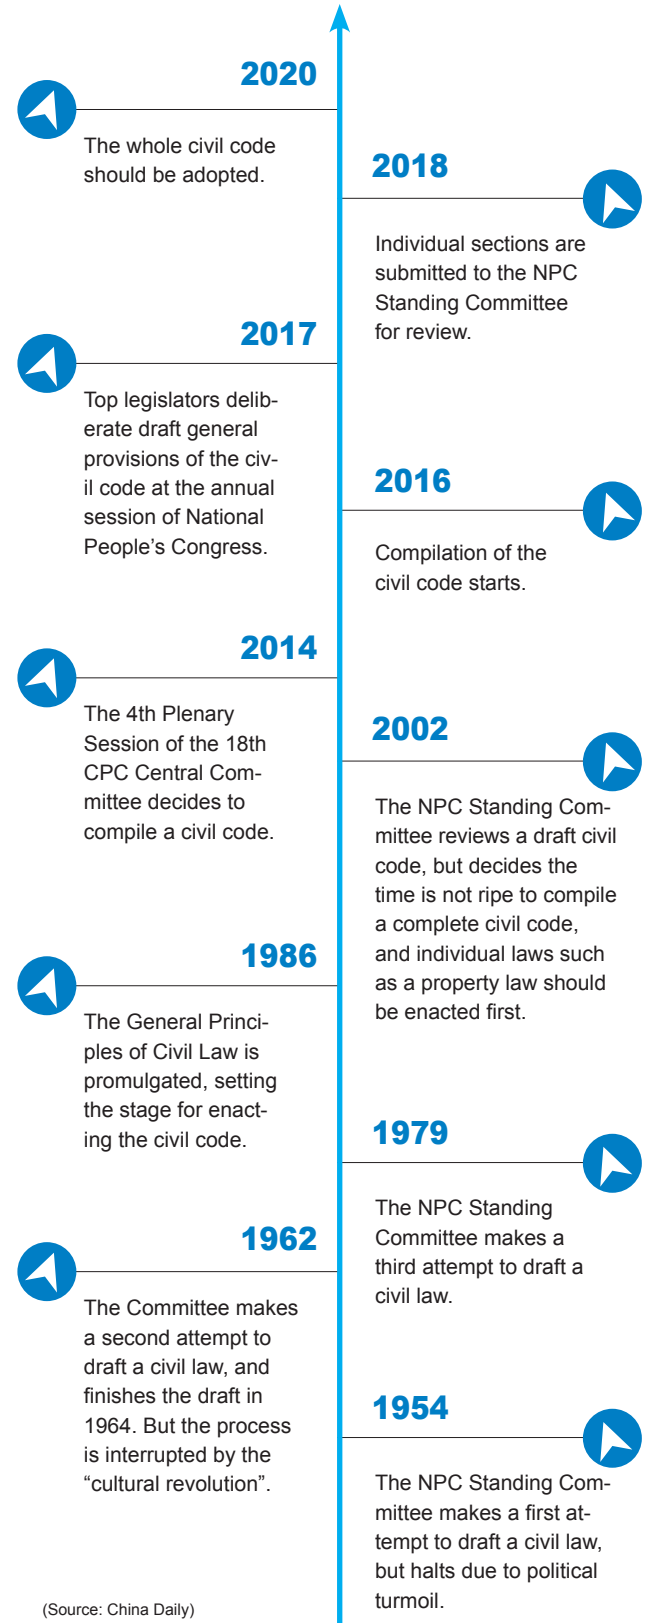 2020
The whole civil code
should be adopted.
2018
Individual sections are
submitted to the NPC
Standing Committee
for review.
2017
Top legislators delib-
erate draft general
provisions of the civ-
il code at the annual
session of National
People’s Congress.
2016
Compilation of the
civil code starts.
2014
The 4th Plenary
Session of the 18th
CPC Central Com-
mittee decides to
compile a civil code.
2002
The NPC Standing Com-
mittee reviews a draft civil
code, but decides the
time is not ripe to compile
a complete civil code,
and individual laws such
as a property law should
be enacted first.
1986
The General Princi-
ples of Civil Law is
promulgated, setting
the stage for enact-
ing the civil code.
1979
The NPC Standing
Committee makes a
third attempt to draft a
civil law.
1962
The Committee makes
a second attempt to
draft a civil law, and
finishes the draft in
1964. But the process
is interrupted by the
“cultural revolution”.
1954
The NPC Standing Com-
mittee makes a first at-
tempt to draft a civil law,
but halts due to political
turmoil.
(Source: China Daily)